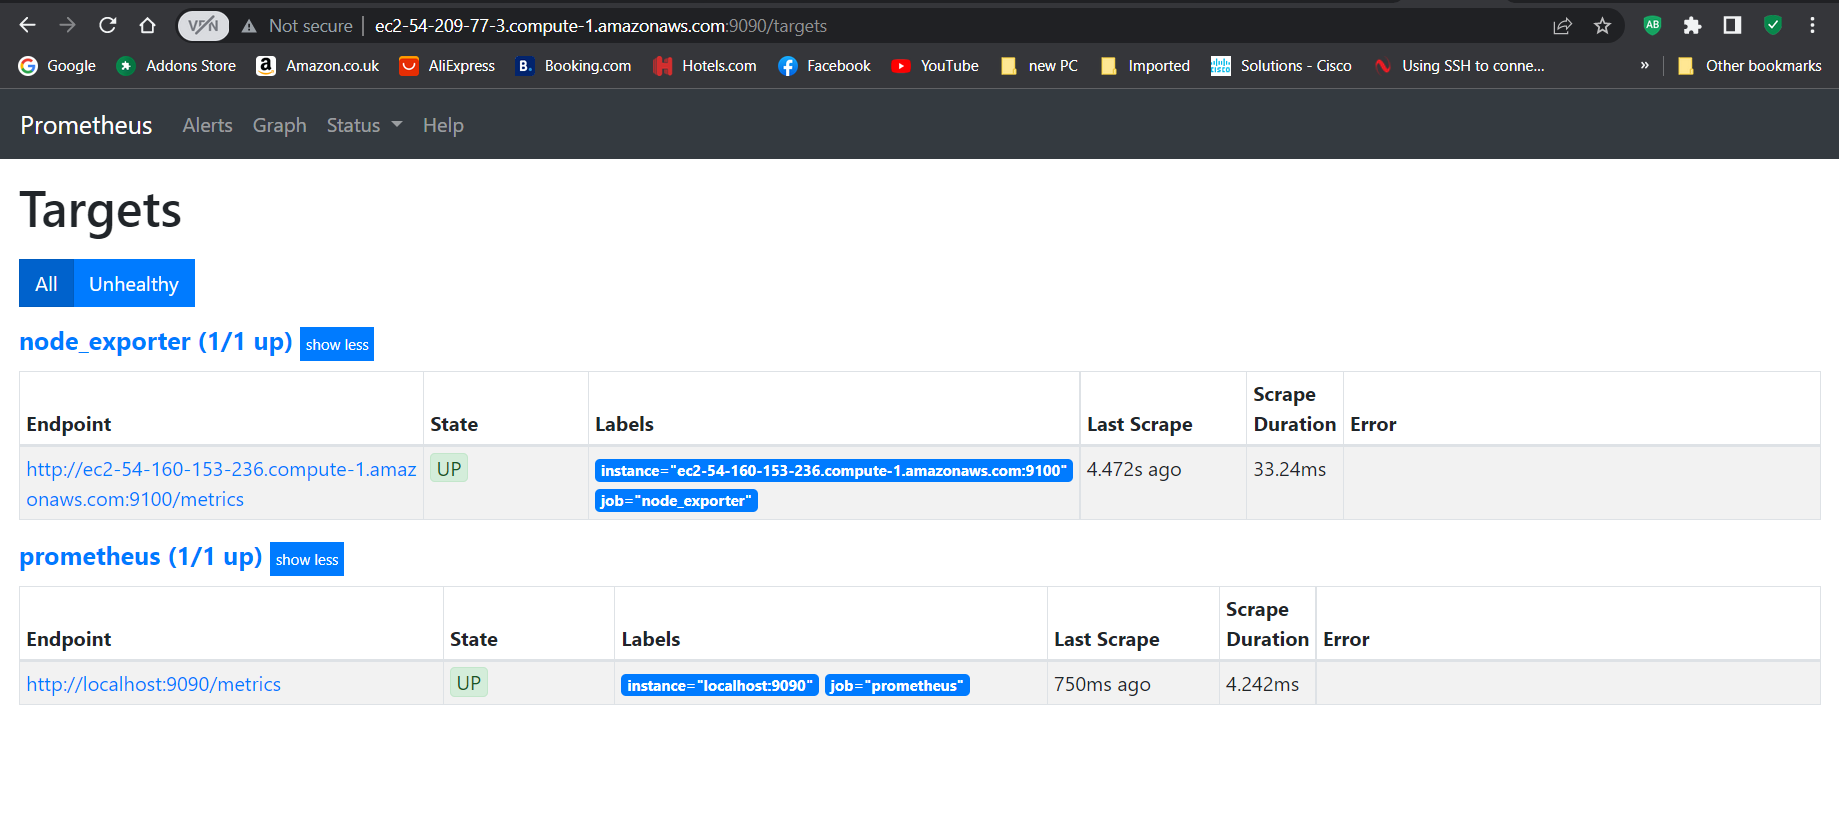 VPN Not secure | ec2-54-209-77-3.compute-1.amazonaws.com:9090/targets AB
Google Addons Store a Amazon.co.uk AliExpress B. Booking.com H Hotels.com Facebook YouTube new PC Imported CISCO Solutions - Cisco Using SSH to conne... » Other bookmarks
Prometheus Alerts Graph Status Help
Targets
All Unhealthy
node_exporter (1/1 up) show less
Endpoint State Labels Last Scrape Scrape Duration Error
http://ec2-54-160-153-236.compute-1.amaz UP instance="ec2-54-160-153-236.compute-1.amazonaws.com:9100" 4.472s ago 33.24ms
onaws.com:9100/metrics job="node_exporter"
prometheus (1/1 up) show less
Endpoint State Labels Last Scrape Scrape Duration Error
http://localhost:9090/metrics UP instance="localhost:9090" job="prometheus" 750ms ago 4.242ms